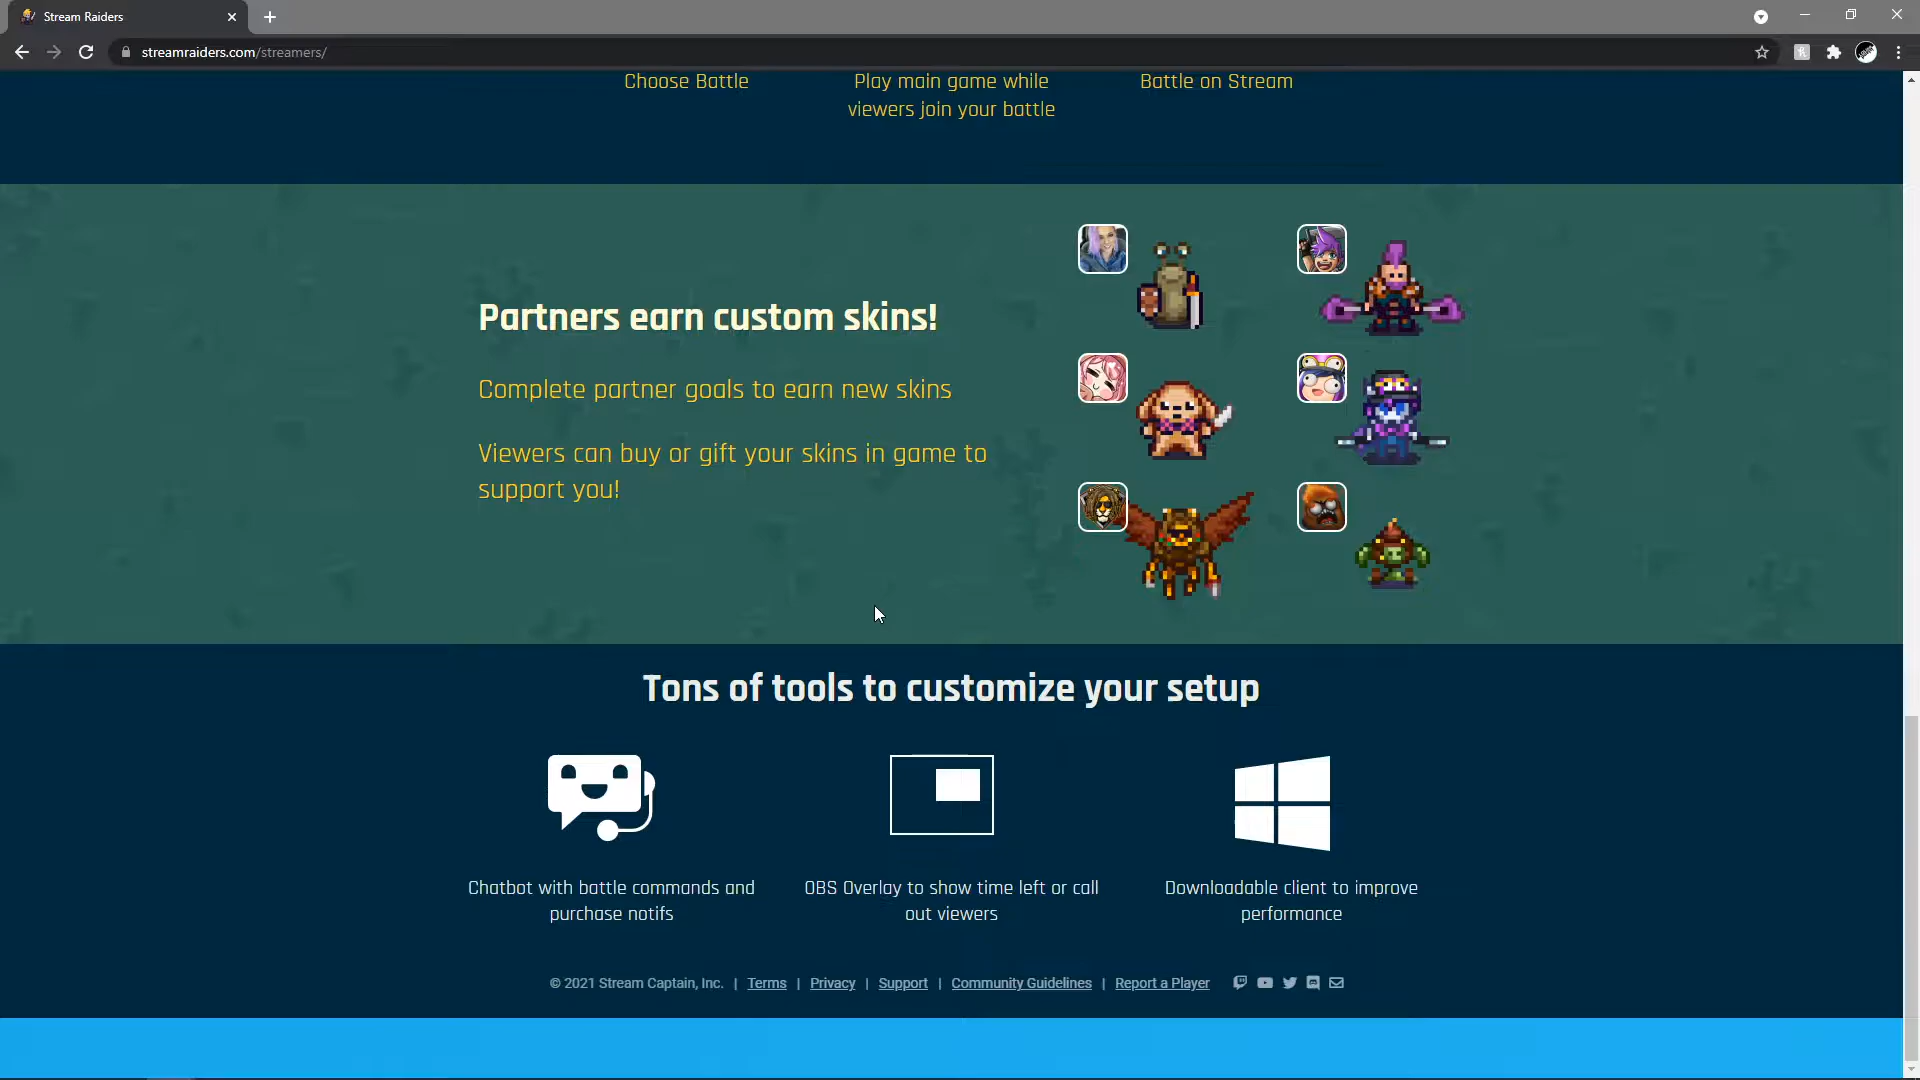 Stream Raiders
streamraiders.com/streamers/
Choose Battle
Play main game while
viewers join your battle
Battle on Stream
Partners earn custom skins!
Complete partner goals to earn new skins
Viewers can buy or gift your skins in game to
support you!
Tons of tools to customize your setup
Chatbot with battle commands and
purchase notifs
OBS Overlay to show time left or call
out viewers
Downloadable client to improve
performance
© 2021 Stream Captain, Inc. | Terms | Privacy | Support | Community Guidelines | Report a Player